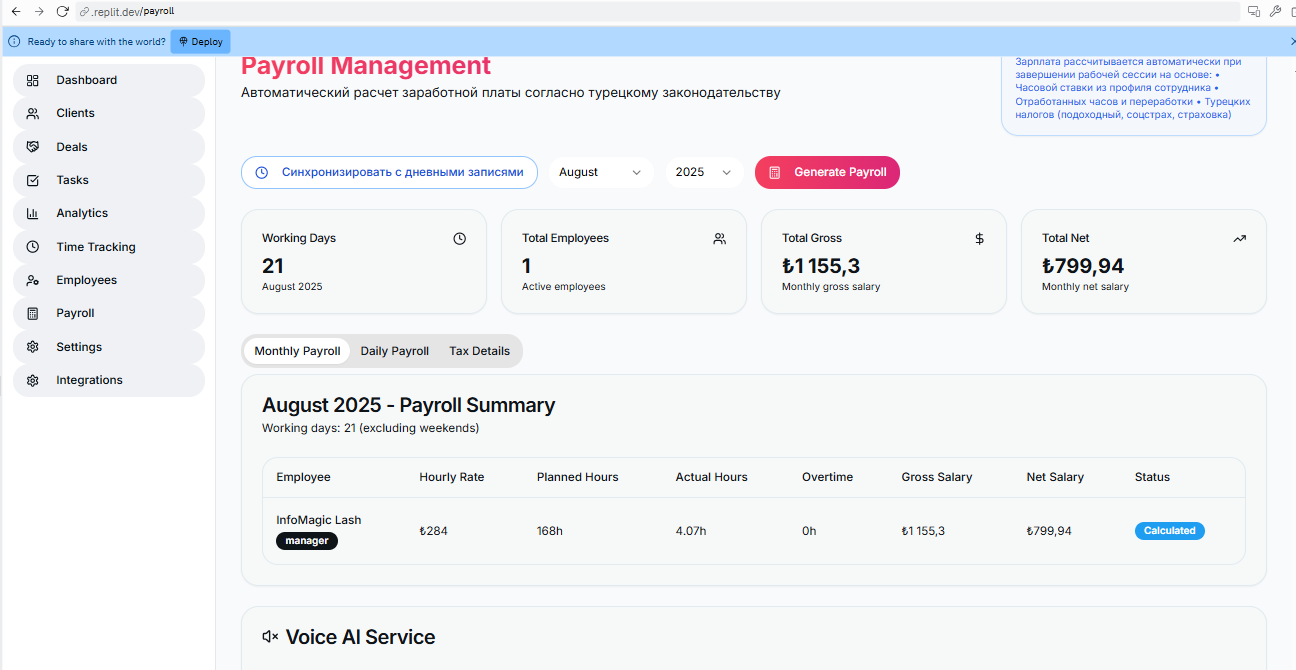 .replit.dev/payroll
Ready to share with the world? Deploy
Dashboard
Clients
Deals
Tasks
Analytics
Time Tracking
Employees
Payroll
Settings
Integrations
Payroll Management
Автоматический расчет заработной платы согласно турецкому законодательству
Зарплата рассчитывается автоматически при
завершении рабочей сессии на основе: •
Часовой ставки из профиля сотрудника •
Отработанных часов и переработки • Турецких
налогов (подоходный, соцстрах, страховка)
Синхронизировать с дневными записями August 2025 Generate Payroll
Working Days
21
August 2025
Total Employees
1
Active employees
Total Gross
₺1 155,3
Monthly gross salary
Total Net
₺799,94
Monthly net salary
Monthly Payroll Daily Payroll Tax Details
August 2025 - Payroll Summary
Working days: 21 (excluding weekends)
Employee Hourly Rate Planned Hours Actual Hours Overtime Gross Salary Net Salary Status
InfoMagic Lash
manager
₺284 168h 4.07h 0h ₺1 155,3 ₺799,94 Calculated
Voice AI Service